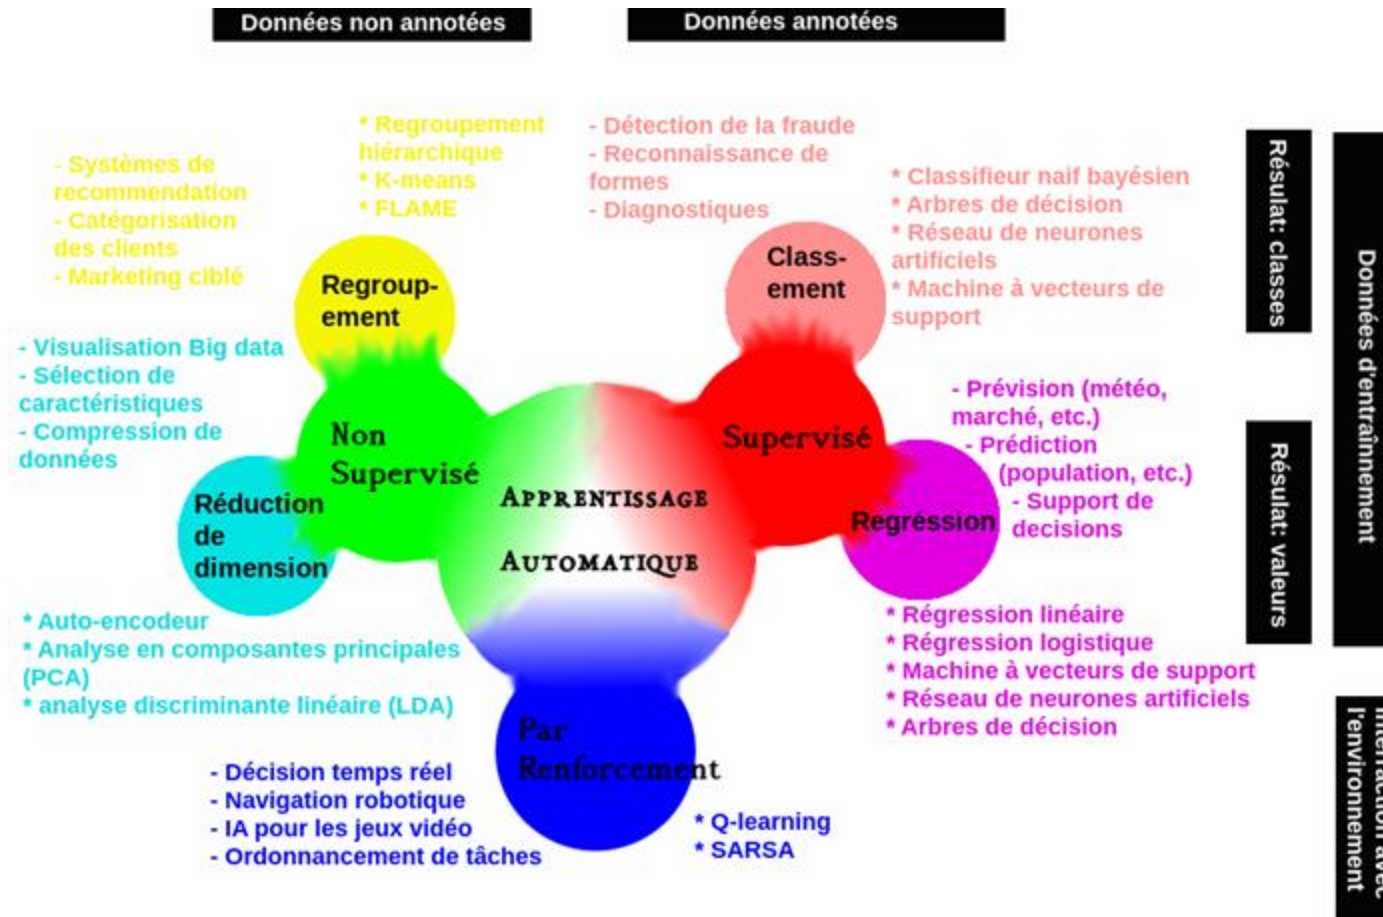 Données non annotées
Données annotées
- Systèmes de
recommendation
- Catégorisation
des clients
- Marketing ciblé
* Regroupement
hiérarchique
* K-means
* FLAME
- Détection de la fraude
- Reconnaissance de
formes
- Diagnostiques
* Classifieur naif bayésien
* Arbres de décision
* Réseau de neurones
artificiels
* Machine à vecteurs de
support
Regroup-
ement
Class-
ement
Résulat: classes
Données d'entraînnement
- Visualisation Big data
- Sélection de
caractéristiques
- Compression de
données
Non
Supervisé
Supervisé
- Prévision (météo,
marché, etc.)
- Prédiction
(population, etc.)
- Support de
decisions
Résulat: valeurs
Réduction
de
dimension
APPRENTISSAGE
AUTOMATIQUE
Regréssion
* Auto-encodeur
* Analyse en composantes principales
(PCA)
* analyse discriminante linéaire (LDA)
* Régression linéaire
* Régression logistique
* Machine à vecteurs de support
* Réseau de neurones artificiels
* Arbres de décision
Par
Renforcement
- Décision temps réel
- Navigation robotique
- IA pour les jeux vidéo
- Ordonnancement de tâches
* Q-learning
* SARSA
Interraction avec
l'environnement